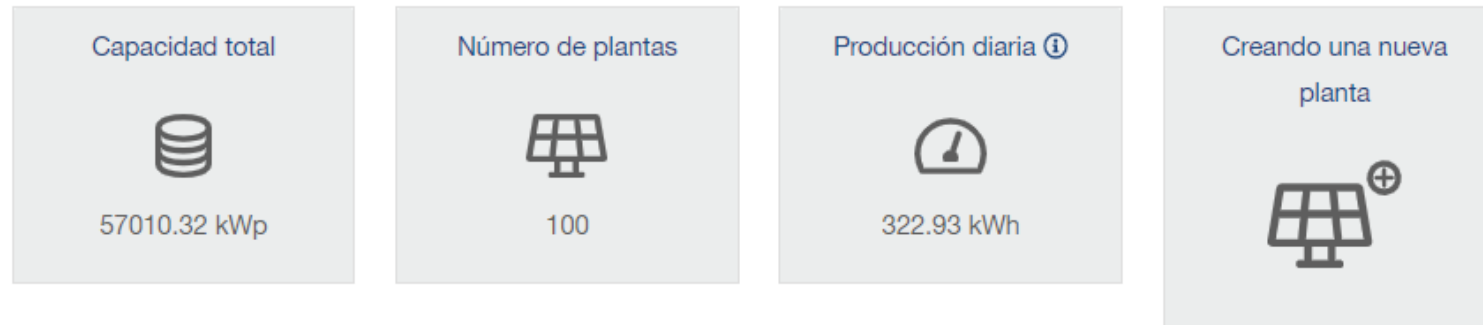 Capacidad total
57010.32 kWp
Número de plantas
100
Producción diaria
322.93 kWh
Creando una nueva
planta